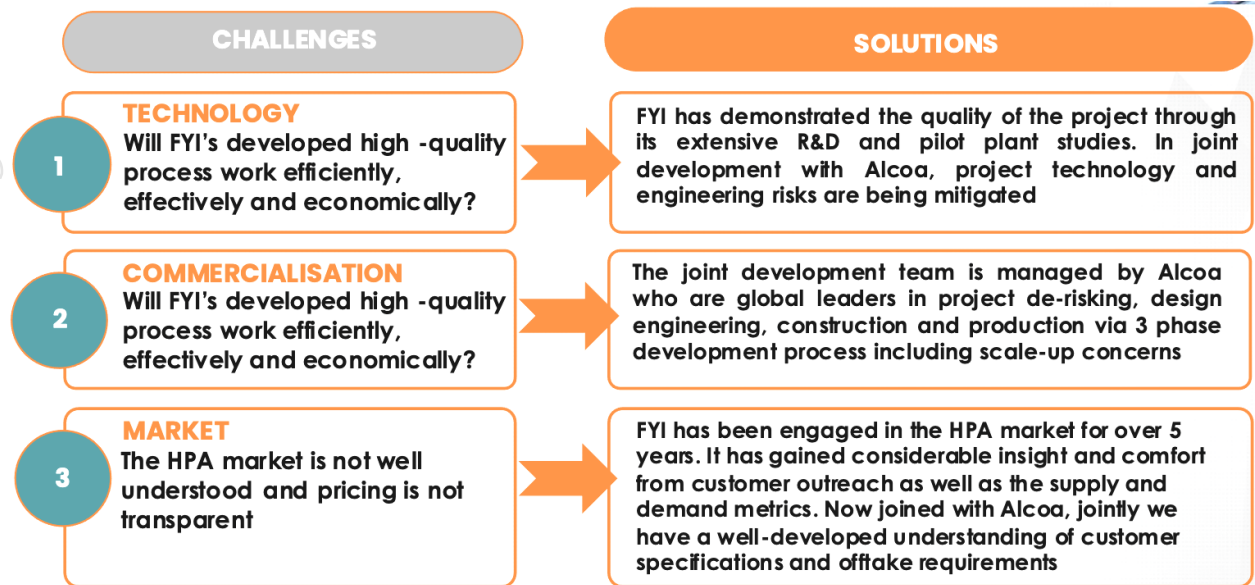 CHALLENGES
SOLUTIONS
1
TECHNOLOGY
Will FYI's developed high -quality
process work efficiently,
effectively and economically?
FYI has demonstrated the quality of the project through
its extensive R&D and pilot plant studies. In joint
development with Alcoa, project technology and
engineering risks are being mitigated
2
COMMERCIALISATION
Will FYI's developed high -quality
process work efficiently,
effectively and economically?
The joint development team is managed by Alcoa
who are global leaders in project de-risking, design
engineering, construction and production via 3 phase
development process including scale-up concerns
3
MARKET
The HPA market is not well
understood and pricing is not
transparent
FYI has been engaged in the HPA market for over 5
years. It has gained considerable insight and comfort
from customer outreach as well as the supply and
demand metrics. Now joined with Alcoa, jointly we
have a well-developed understanding of customer
specifications and offtake requirements